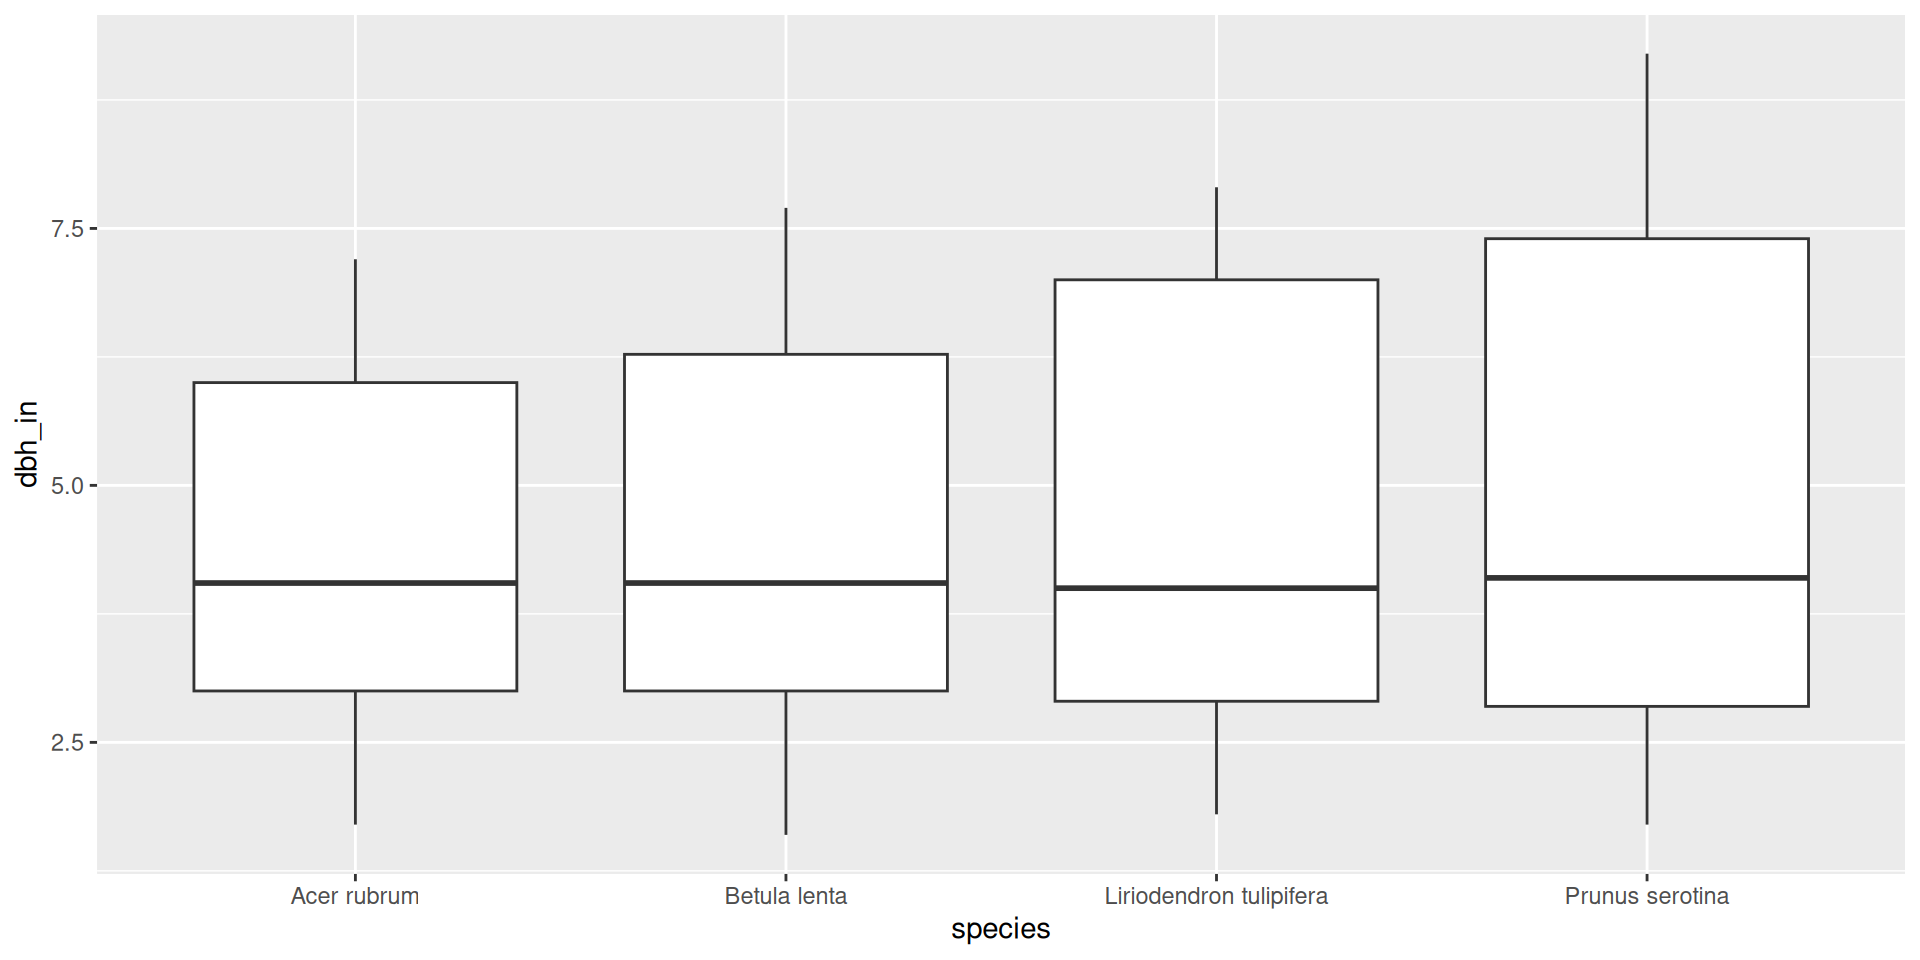 dbh_in
7.5
5.0
2.5
Acer rubrum Betula lenta Liriodendron tulipifera Prunus serotina
species